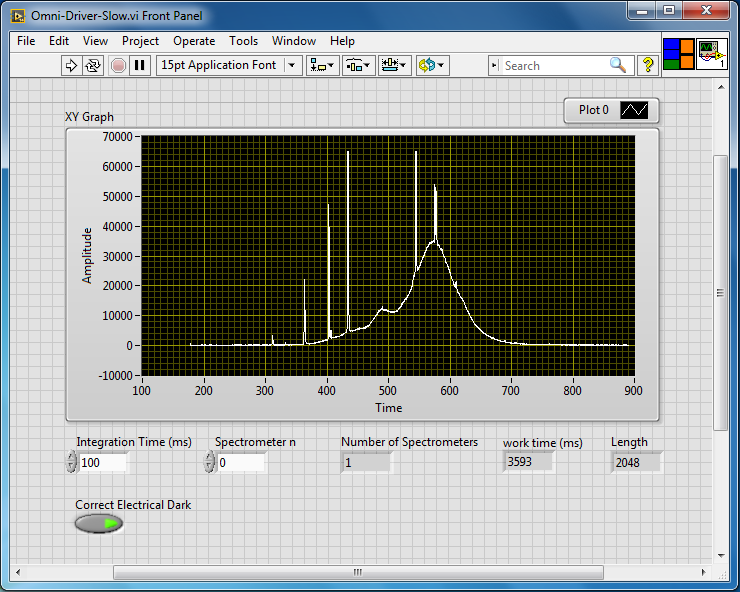 Omni-Driver-Slow.vi Front Panel
File Edit View Project Operate Tools Window Help
15pt Application Font Search ? 1
XY Graph Plot 0
70000
60000
50000
40000
30000
20000
10000
0
-10000
Amplitude
100 200 300 400 500 600 700 800 900
Time
Integration Time (ms) Spectrometer n Number of Spectrometers work time (ms) Length
100 0 1 3593 2048
Correct Electrical Dark